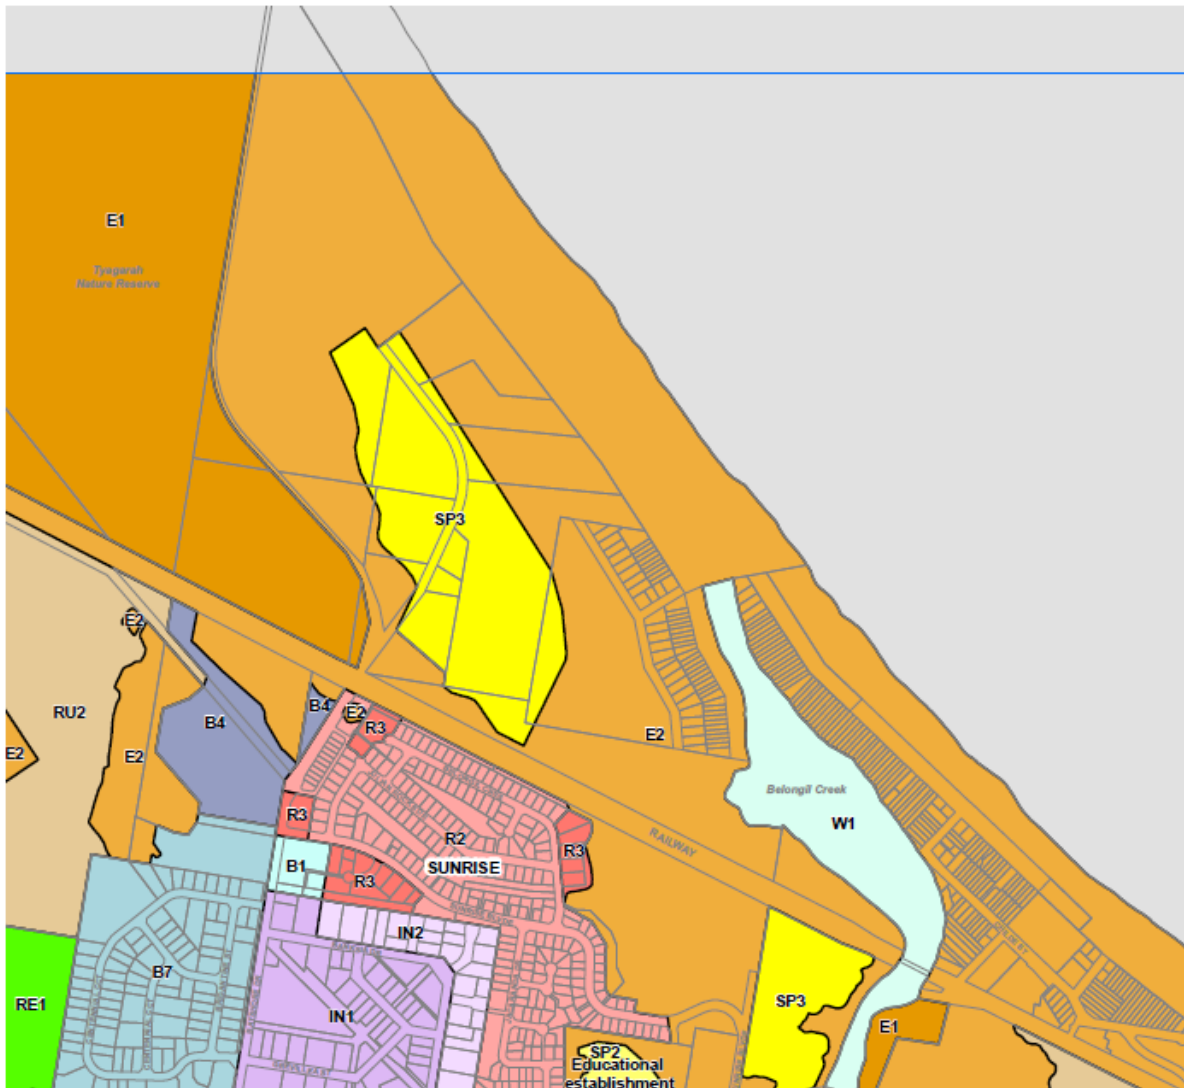 E1
Tyagarah
Nature Reserve
SP3
E2
RU2
B4
B4
E2
R3
E2
E2
E2
Belongil Creek
W1
R3
R2
RAILWAY
R3
SUNRISE
B1
R3
IN2
B7
SP3
RE1
IN1
E1
SP2
Educational
establishment